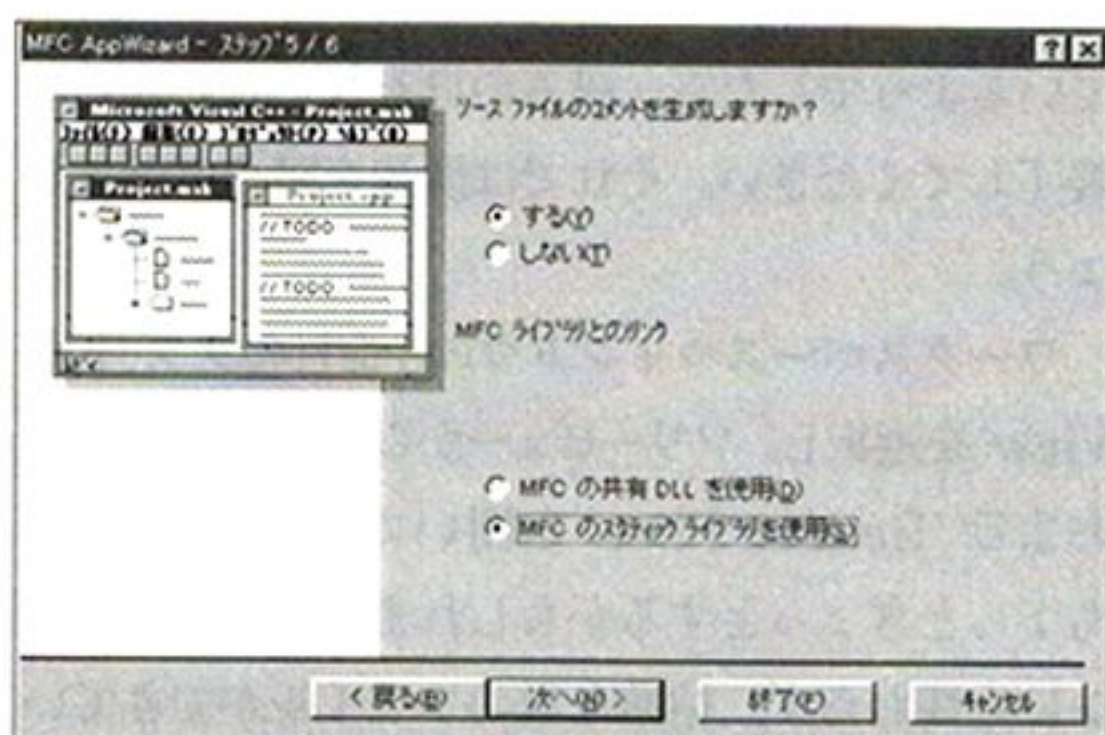 MFC AppWizard - ステップ 5 / 6
Microsoft Visual C++ - Project.mak
Project.mak
Project.cpp
// TODO
// TODO
ソース ファイルのコメントを生成しますか?
する(Y)
しない(T)
MFC ライブラリとのリンク
MFC の共有 DLL を使用(D)
MFC のスタティック ライブラリを使用(S)
< 戻る(B)
次へ(N) >
終了(F)
キャンセル